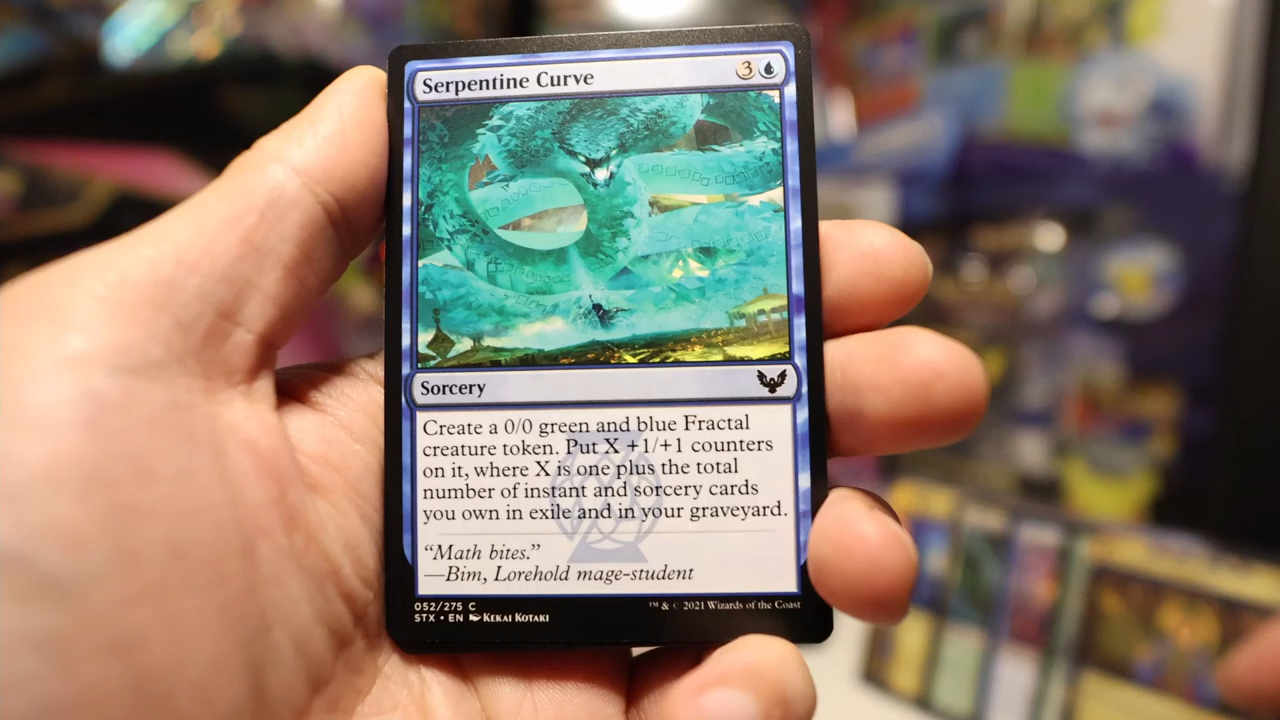 Serpentine Curve 3
Sorcery
Create a 0/0 green and blue Fractal
creature token. Put X +1/+1 counters
on it, where X is one plus the total
number of instant and sorcery cards
you own in exile and in your graveyard.
“Math bites.”
—Bim, Lorehold mage-student
052/275 C
STX • EN Kekai Kotaki
™ & © 2021 Wizards of the Coast